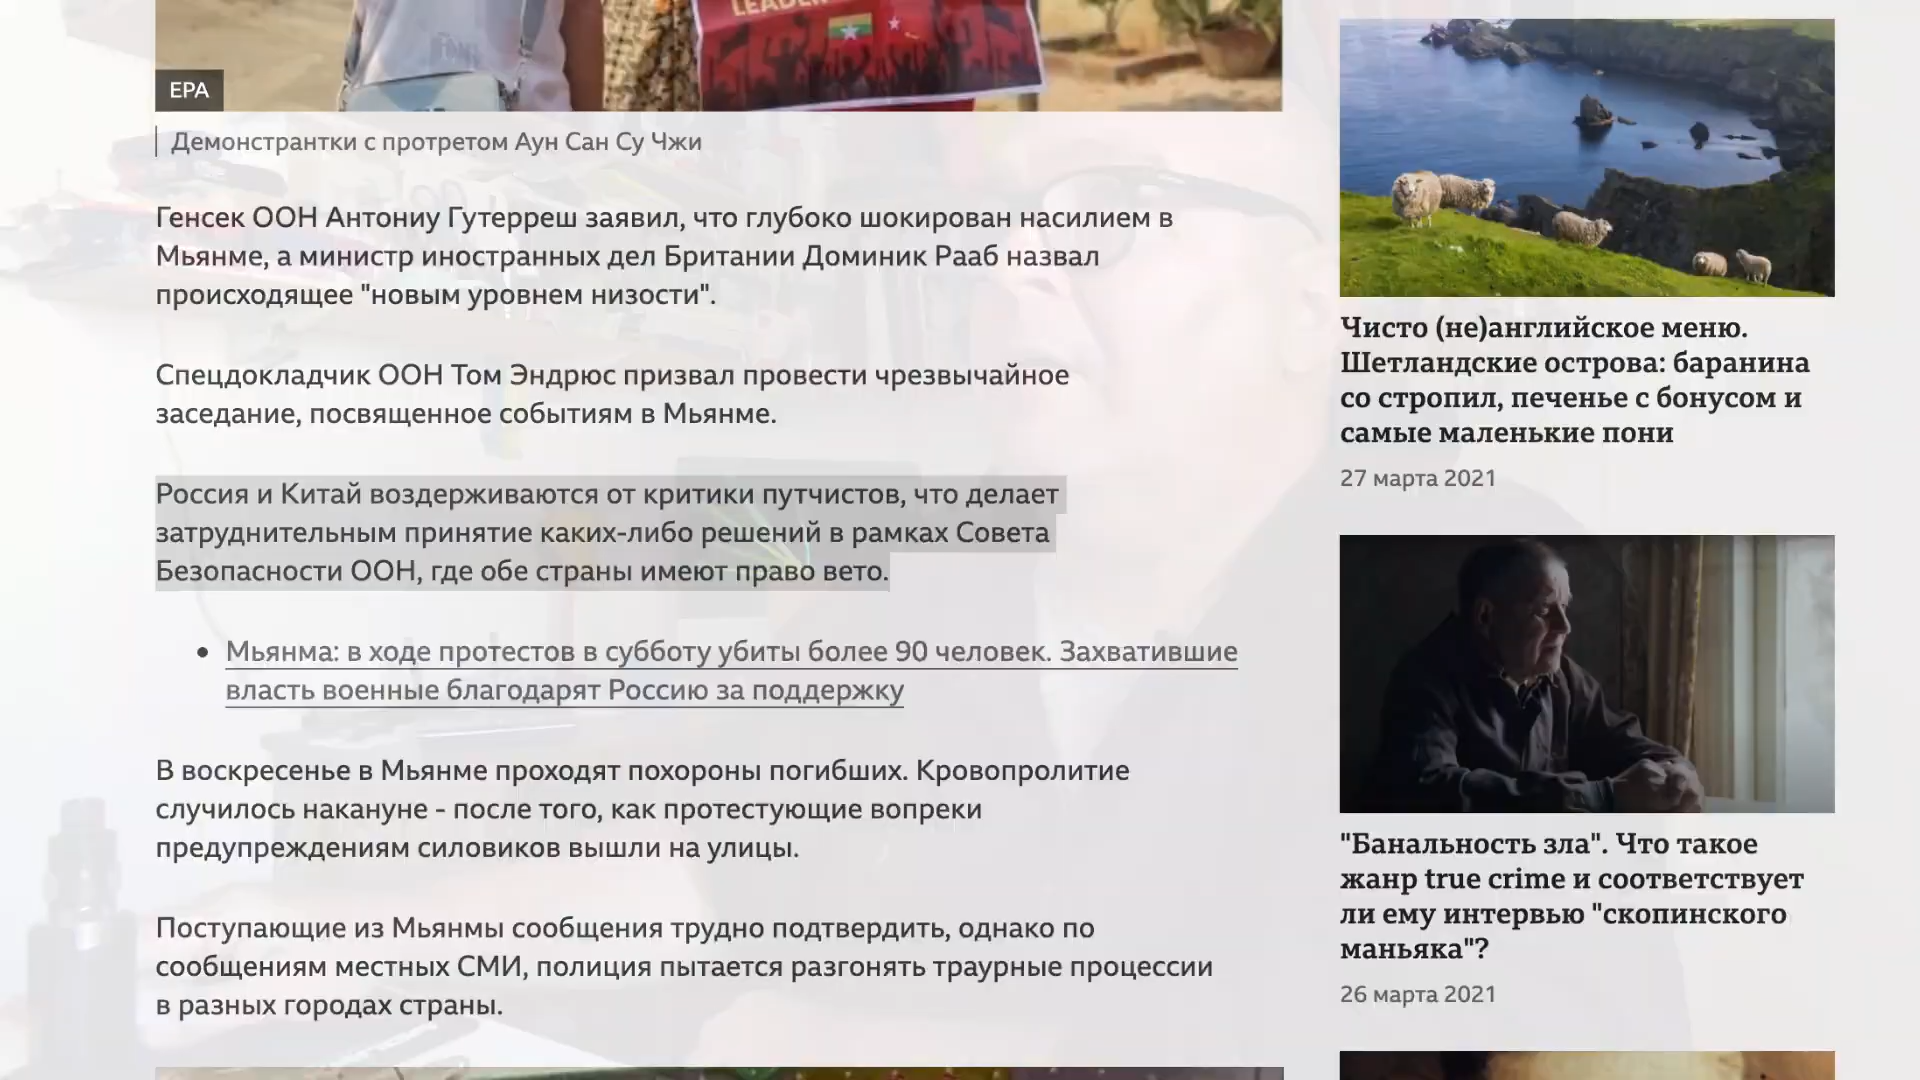 LEADER
EPA
Демонстрантки с протретом Аун Сан Су Чжи
Генсек ООН Антониу Гутерреш заявил, что глубоко шокирован насилием в
Мьянме, а министр иностранных дел Британии Доминик Рааб назвал
происходящее "новым уровнем низости".
Спецдокладчик ООН Том Эндрюс призвал провести чрезвычайное
заседание, посвященное событиям в Мьянме.
Россия и Китай воздерживаются от критики путчистов, что делает
затруднительным принятие каких-либо решений в рамках Совета
Безопасности ООН, где обе страны имеют право вето.
Мьянма: в ходе протестов в субботу убиты более 90 человек. Захватившие
власть военные благодарят Россию за поддержку
В воскресенье в Мьянме проходят похороны погибших. Кровопролитие
случилось накануне - после того, как протестующие вопреки
предупреждениям силовиков вышли на улицы.
Поступающие из Мьянмы сообщения трудно подтвердить, однако по
сообщениям местных СМИ, полиция пытается разгонять траурные процессии
в разных городах страны.
Чисто (не)английское меню.
Шетландские острова: баранина
со стропил, печенье с бонусом и
самые маленькие пони
27 марта 2021
"Банальность зла". Что такое
жанр true crime и соответствует
ли ему интервью "скопинского
маньяка"?
26 марта 2021